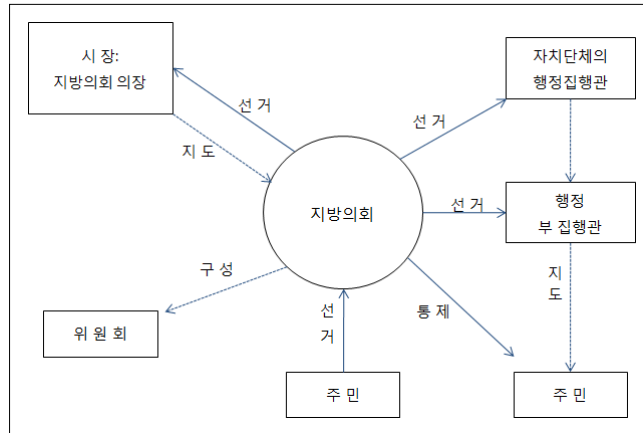 시 장:
지방의회 의장
자치단체의
행정집행관
선 거
선 거
지 도
지방의회
선 거
행정
부 집행관
구 성
선
거
통 제
지
도
위 원 회
주 민
주 민